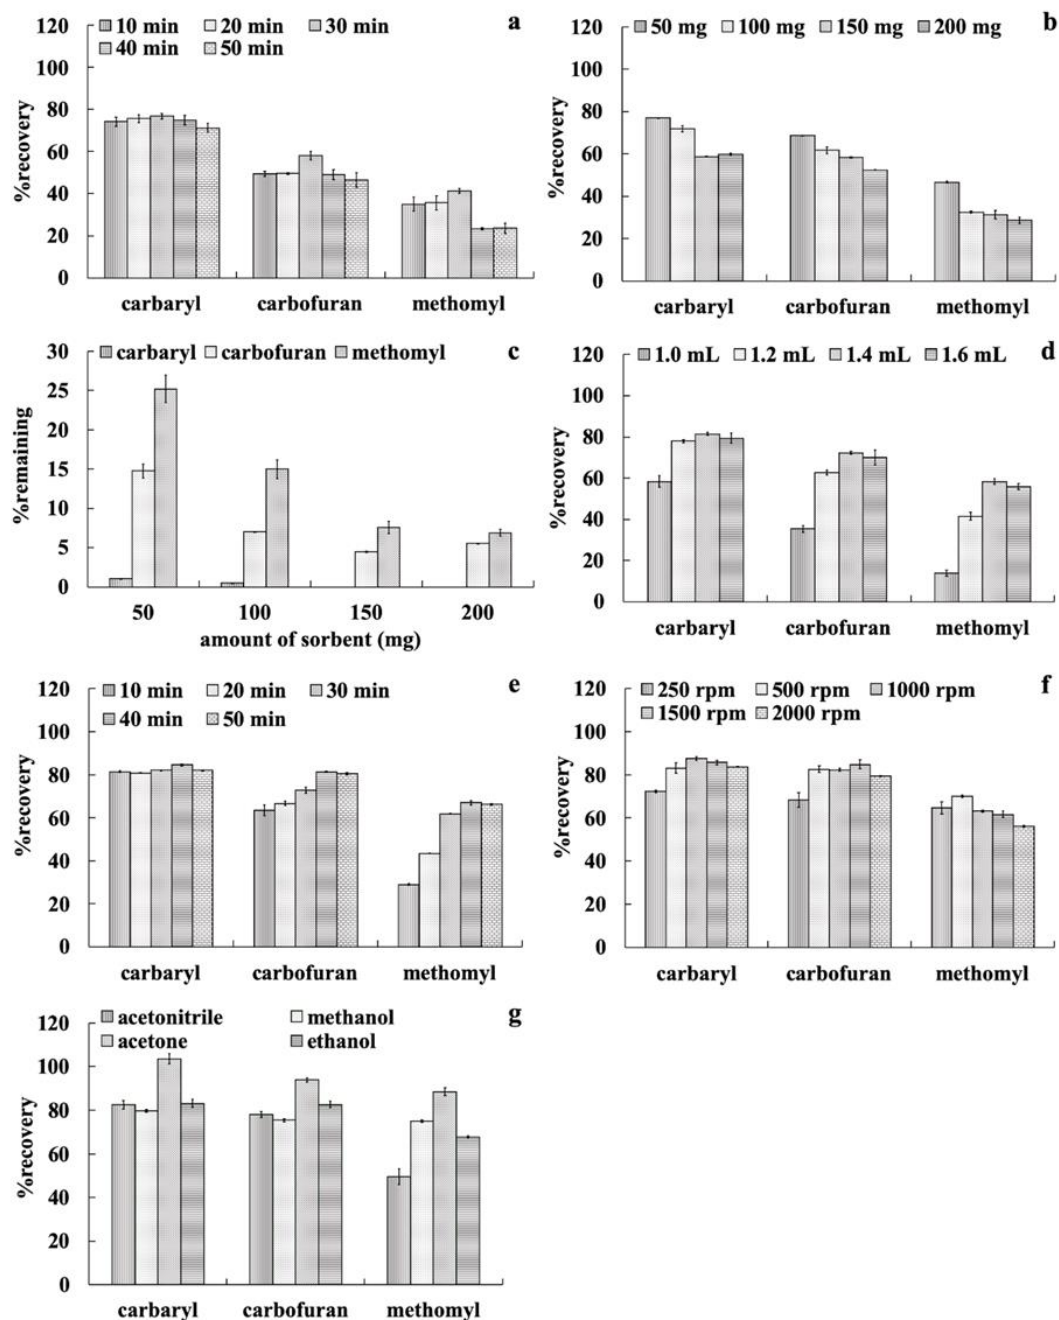 a
10 min 20 min 30 min
40 min 50 min
%recovery
120
100
80
60
40
20
0
carbaryl carbofuran methomyl
b
50 mg 100 mg 150 mg 200 mg
%recovery
120
100
80
60
40
20
0
carbaryl carbofuran methomyl
c
carbaryl carbofuran methomyl
%remaining
30
25
20
15
10
5
0
50 100 150 200
amount of sorbent (mg)
d
1.0 mL 1.2 mL 1.4 mL 1.6 mL
%recovery
120
100
80
60
40
20
0
carbaryl carbofuran methomyl
e
10 min 20 min 30 min
40 min 50 min
%recovery
120
100
80
60
40
20
0
carbaryl carbofuran methomyl
f
250 rpm 500 rpm 1000 rpm
1500 rpm 2000 rpm
%recovery
120
100
80
60
40
20
0
carbaryl carbofuran methomyl
g
acetonitrile methanol
acetone ethanol
%recovery
120
100
80
60
40
20
0
carbaryl carbofuran methomyl